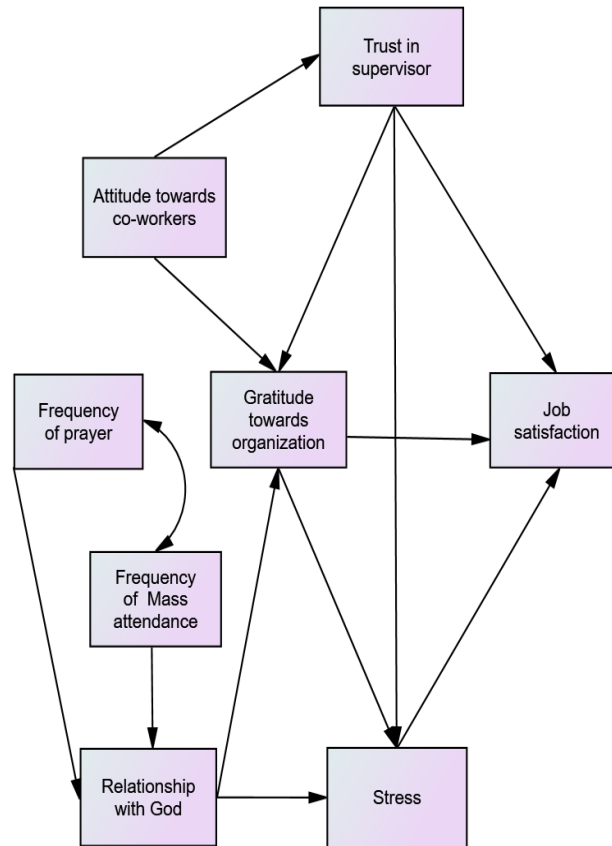 Trust in
supervisor
Attitude towards
co-workers
Frequency
of prayer
Gratitude
towards
organization
Job
satisfaction
Frequency
of Mass
attendance
Relationship
with God
Stress